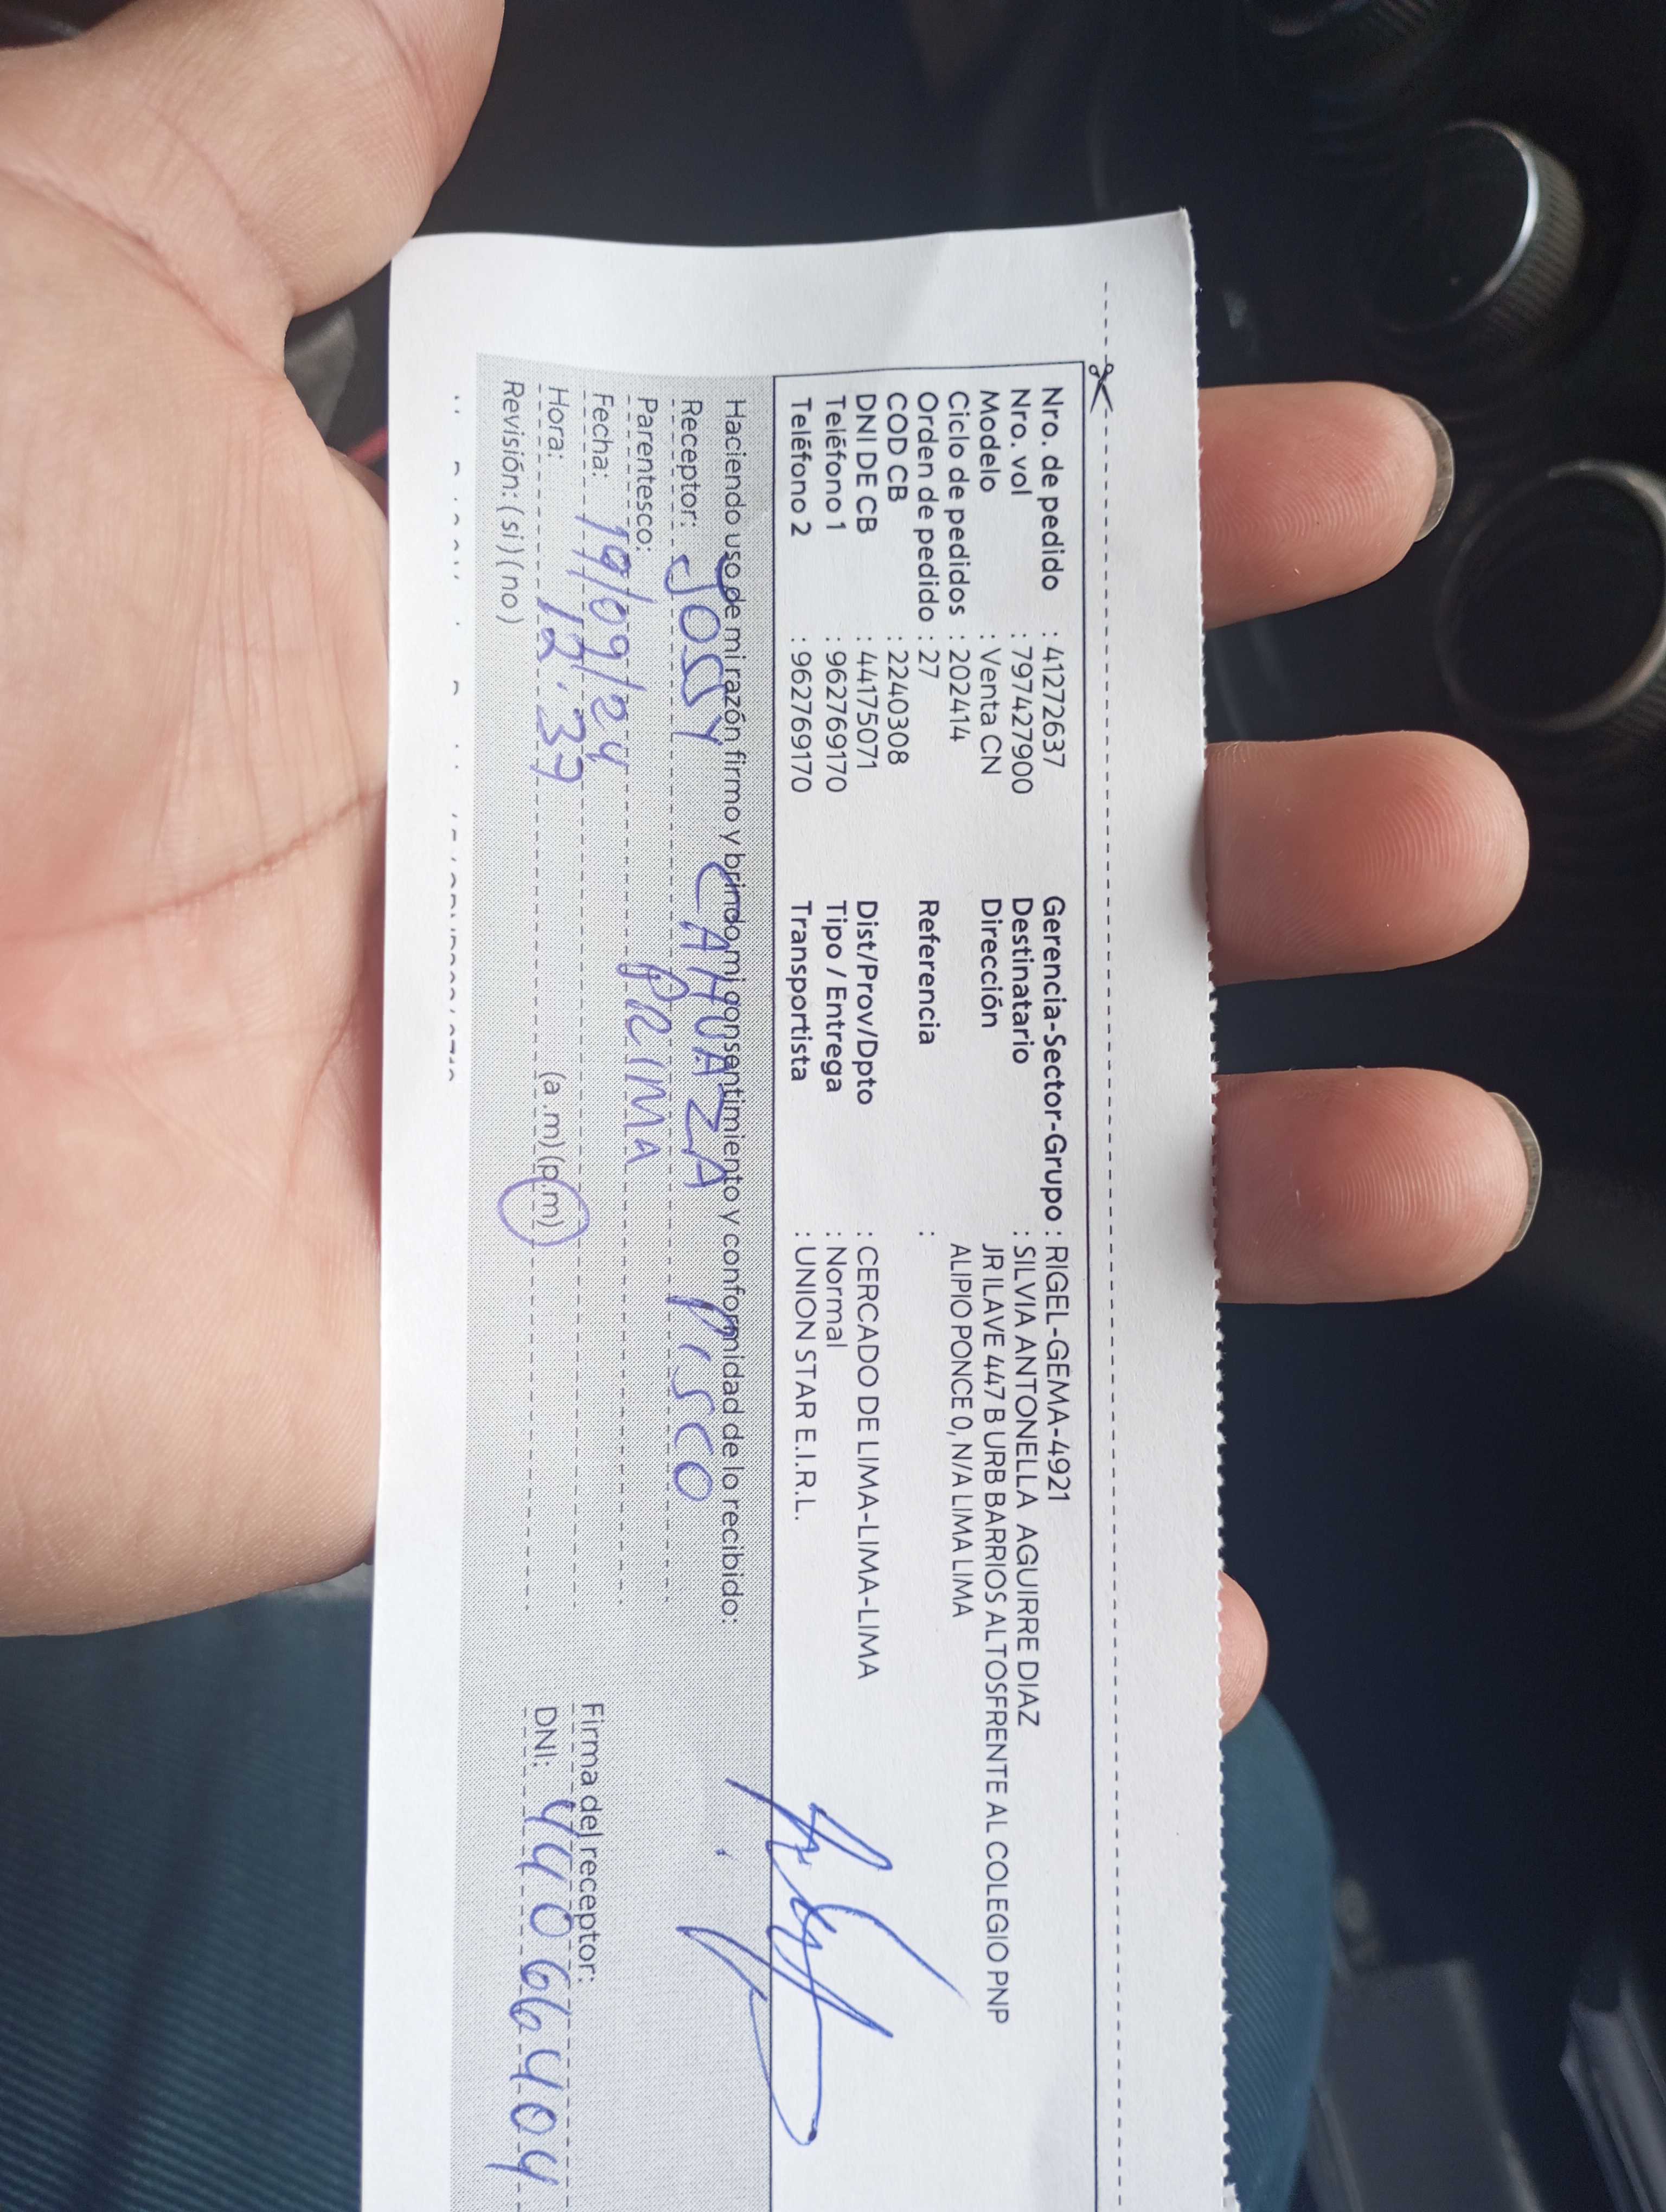 Nro. de pedido : 41272637 Gerencia-Sector-Grupo : RIGEL-GEMA-4921
Nro. vol : 797427900 Destinatario : SILVIA ANTONELLA AGUIRRE DIAZ
Modelo : Venta CN Dirección JR ILAVE 447 B URB BARRIOS ALTOSFRENTE AL COLEGIO PNP
Ciclo de pedidos : 202414 ALIPIO PONCE 0, N/A LIMA LIMA
Orden de pedido : 27 Referencia :
COD CB : 2240308
DNI DE CB : 44175071 Dist/Prov/Dpto : CERCADO DE LIMA-LIMA-LIMA
Teléfono 1 : 962769170 Tipo / Entrega : Normal
Teléfono 2 : 962769170 Transportista : UNION STAR E.I.R.L.
Haciendo uso de mi razón firmo y brindo mi consentimiento y conformidad de lo recibido:
Receptor: JOSSY CAHUAZA PISCO
Parentesco: PRIMA
Fecha: 19/09/24 Firma del receptor:
Hora: 12:37 (a.m)(p.m) DNI: 44066404
Revisión: (si) (no)